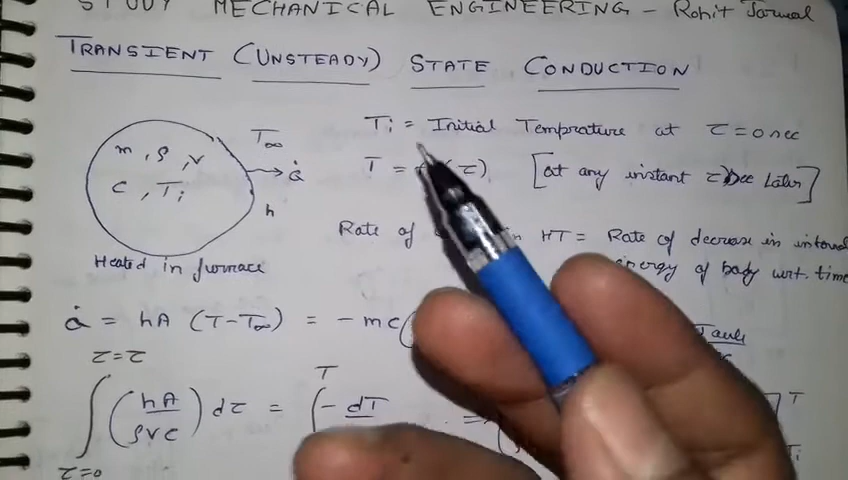 STUDY MECHANICAL ENGINEERING - Rohit Jarwal
TRANSIENT (UNSTEADY) STATE CONDUCTION
m, ρ, v
C, Ti
T∞
Q̇
h
Heated in furnace
Ti = Initial Temprature at τ = 0 sec
T = (τ) [at any instant τ sec Later]
Rate of HT = Rate of decrease in internal
energy of body wrt. time
Q̇ = hA (T-T∞) = - mc(
τ=τ
∫ (hA/ρVC) dτ = ∫ - dT =
τ=0
T
T
Ti